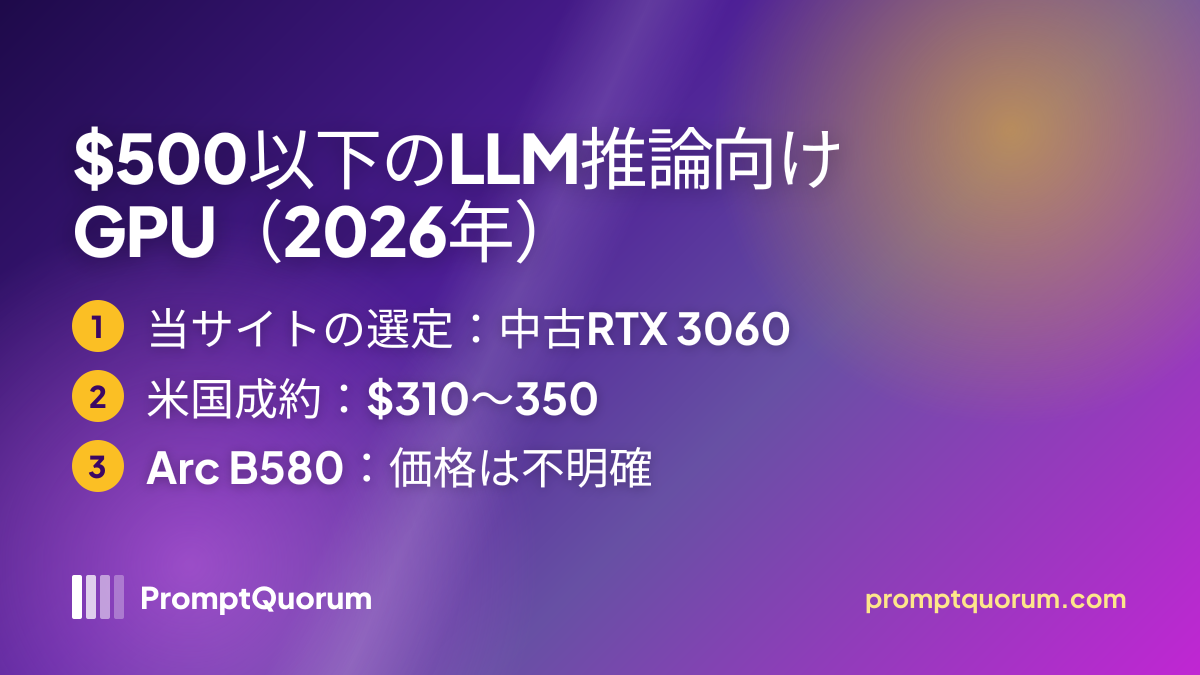 $500以下のLLM推論向け
GPU（2026年）
1 当サイトの選定：中古RTX 3060
2 米国成約：$310〜350
3 Arc B580：価格は不明確
PromptQuorum
promptquorum.com